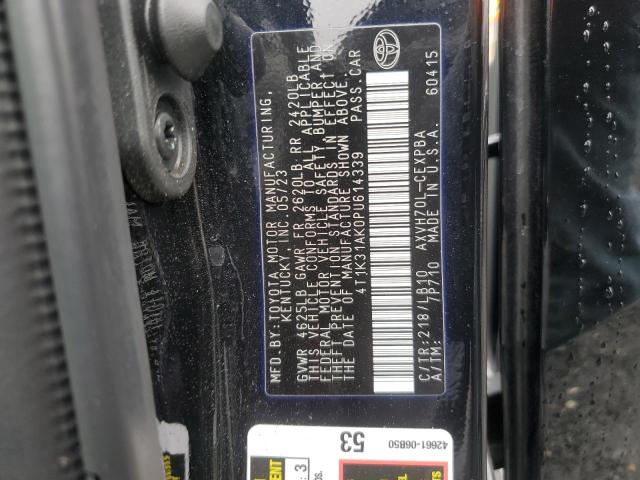 MFD.BY:TOYOTA MOTOR MANUFACTURING,
KENTUCKY, INC. 05/23
GVWR 4625LB GAWR FR 2620LB RR 2420LB
THIS VEHICLE CONFORMS TO ALL APPLICABLE
FEDERAL MOTOR VEHICLE SAFETY, BUMPER, AND
THEFT PREVENTION STANDARDS IN EFFECT ON
THE DATE OF MANUFACTURE SHOWN ABOVE.
4T1K31AK0PU614339 PASS.CAR
C/TR:218/LB10 AXVH70L-CEXPBA
A/TM: -/P710 MADE IN U.S.A. 60415
53
42661-06B50